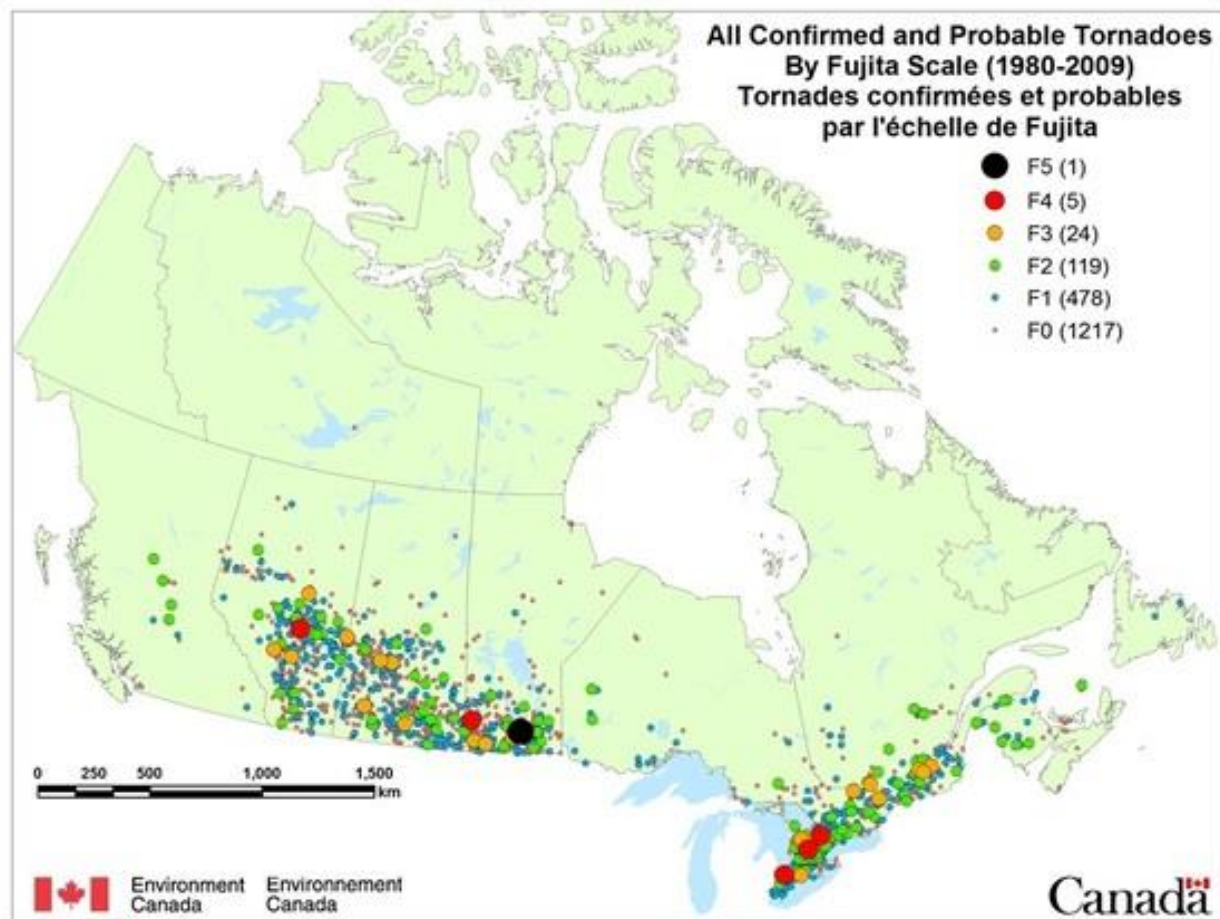 All Confirmed and Probable Tornadoes
By Fujita Scale (1980-2009)
Tornades confirmées et probables
par l'échelle de Fujita
F5 (1)
F4 (5)
F3 (24)
F2 (119)
F1 (478)
F0 (1217)
0 250 500 1,000 1,500
km
Environment Environnement
Canada Canada
Canada